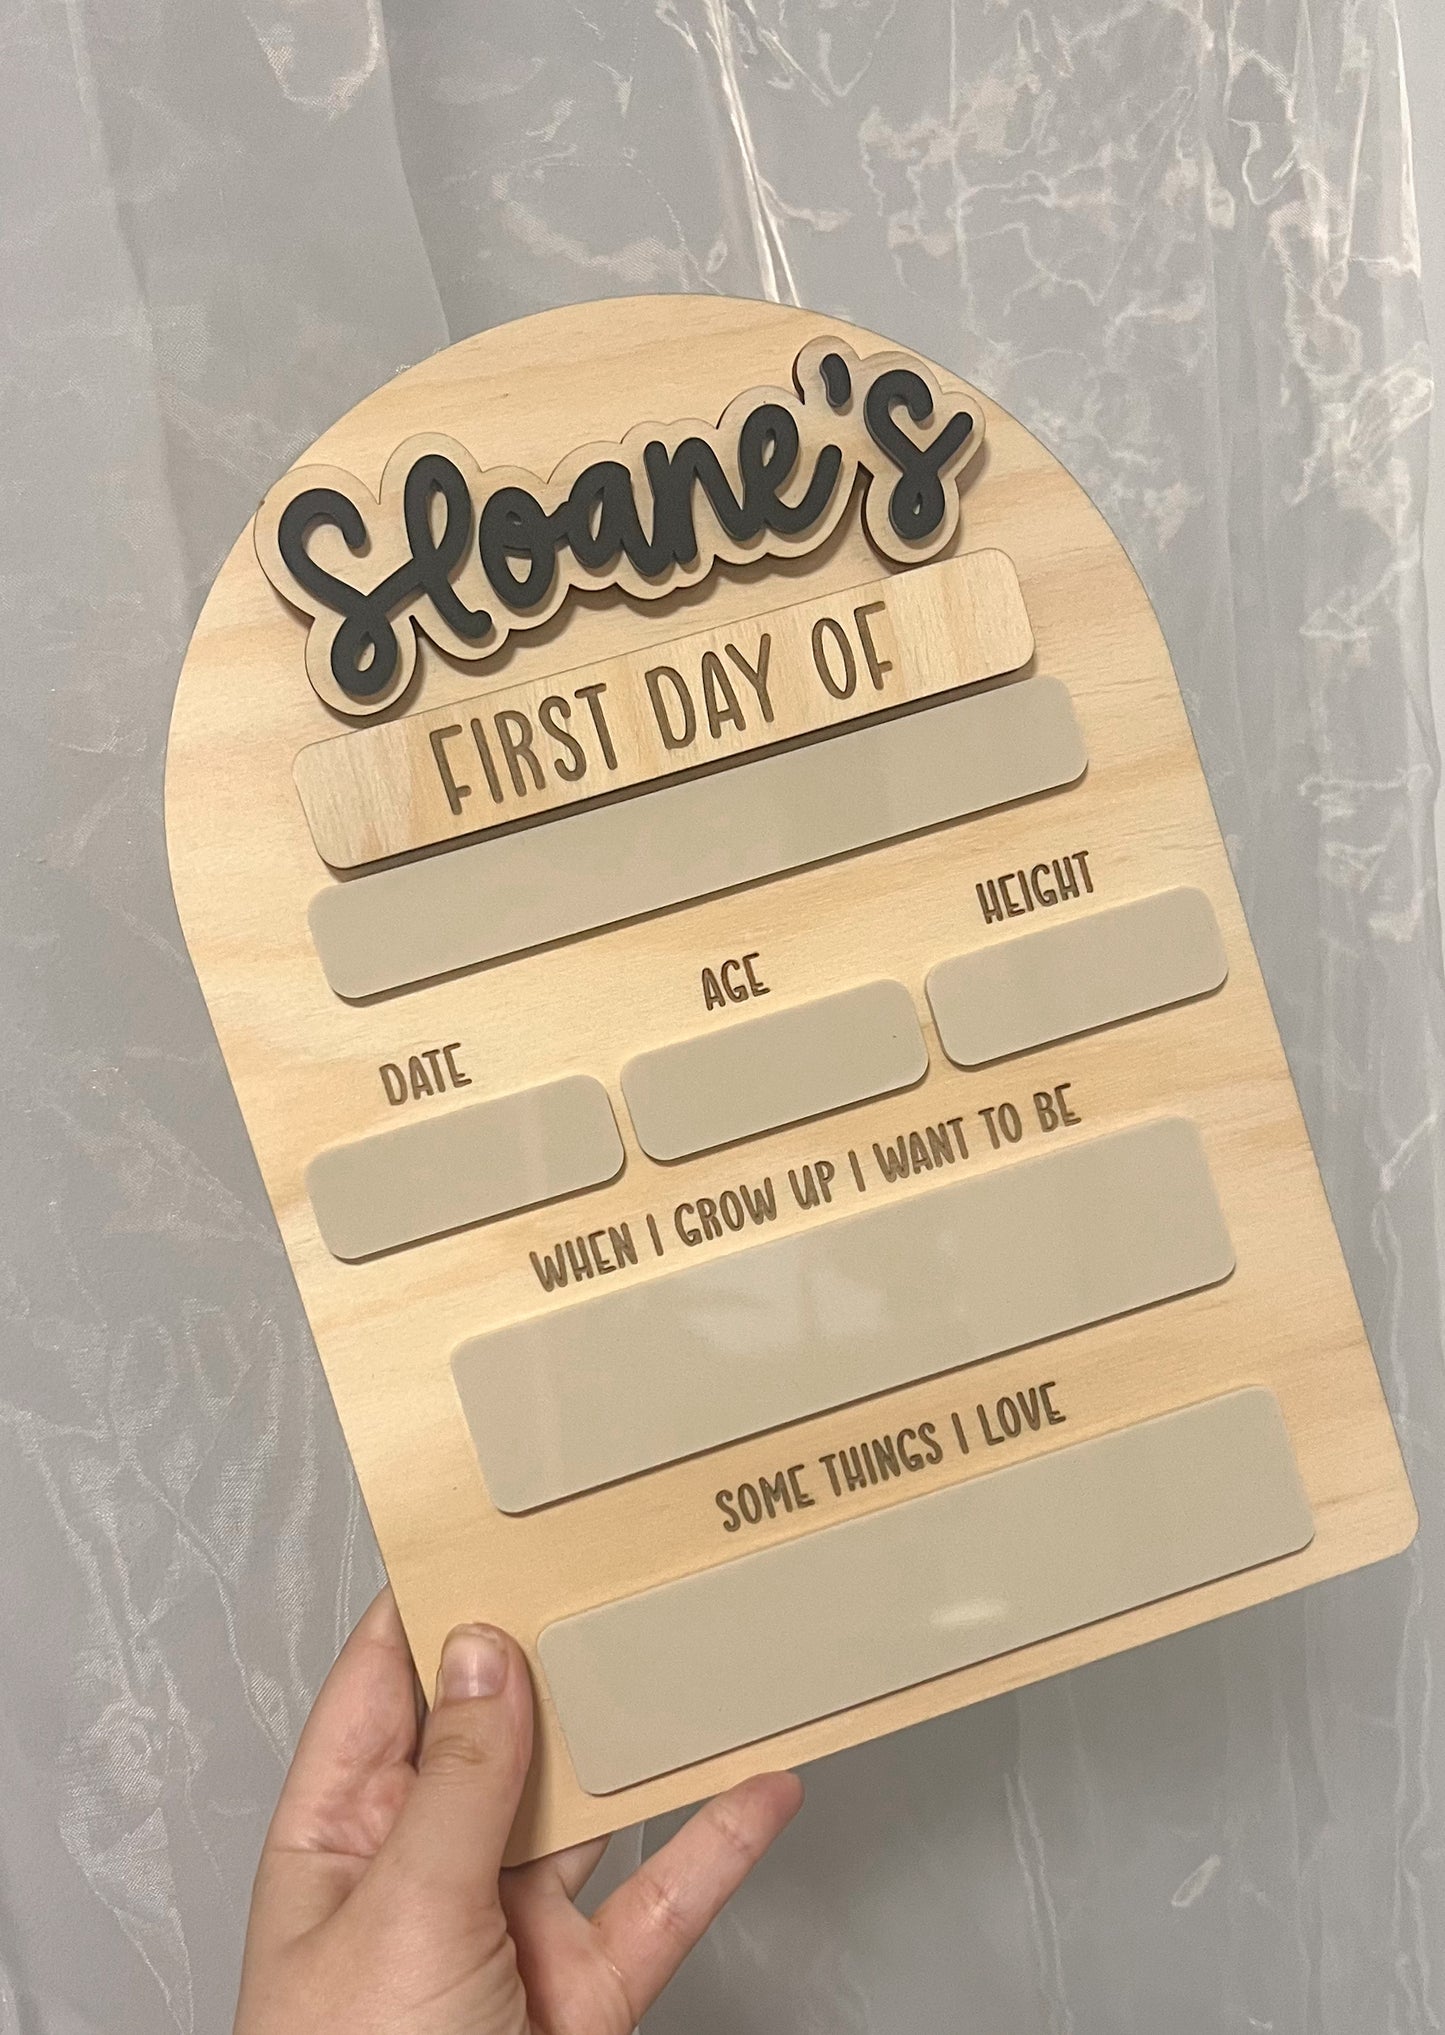 Sloane's
FIRST DAY OF
DATE AGE HEIGHT
WHEN I GROW UP I WANT TO BE
SOME THINGS I LOVE